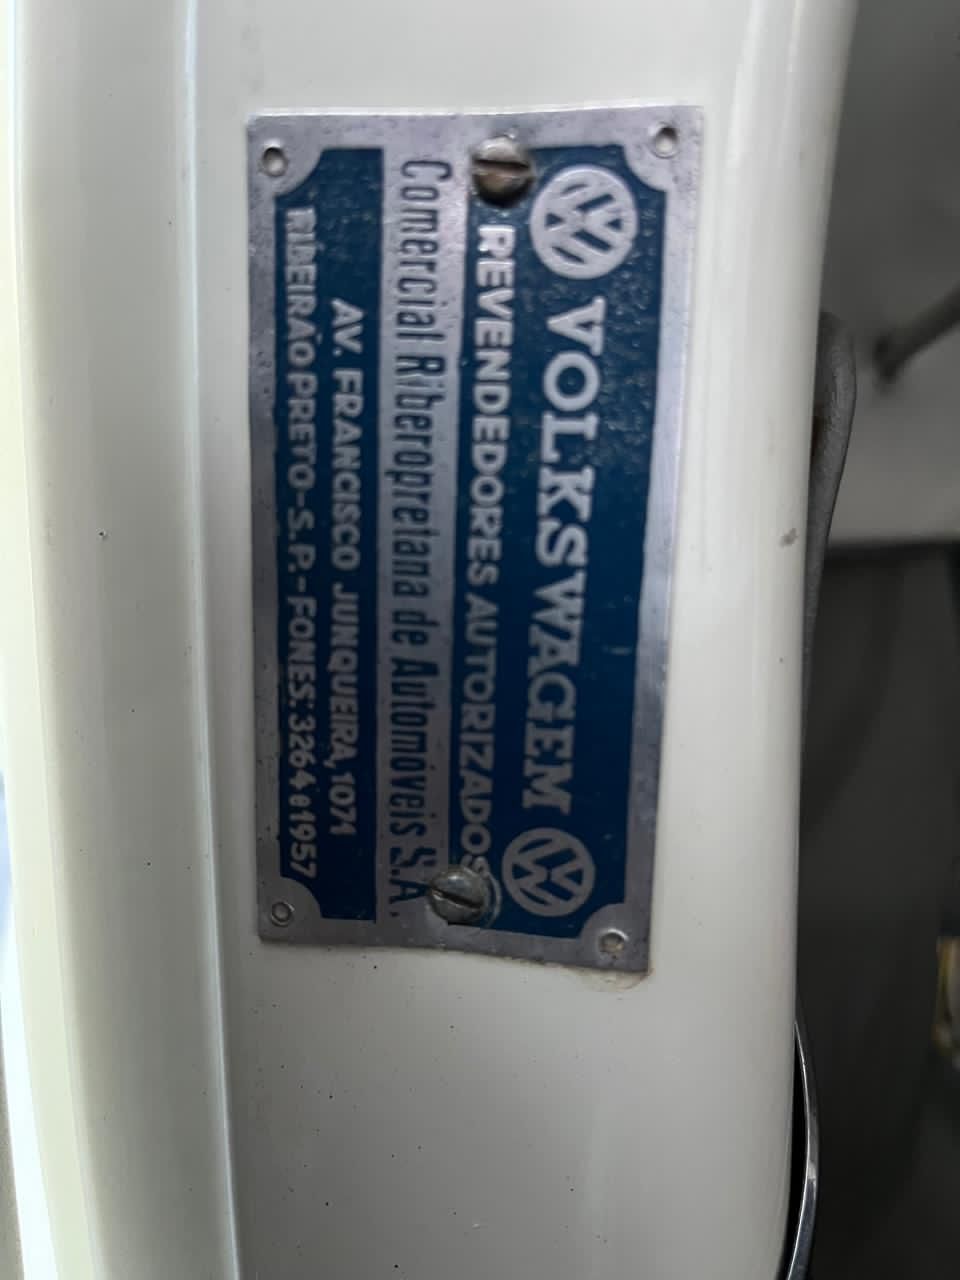 VOLKSWAGEM
REVENDEDORES AUTORIZADOS
Comercial Riberopretana de Automóveis S.A.
AV. FRANCISCO JUNQUEIRA, 1071
RIBEIRÃO PRETO - S. P. - FONES: 3264 e 1957